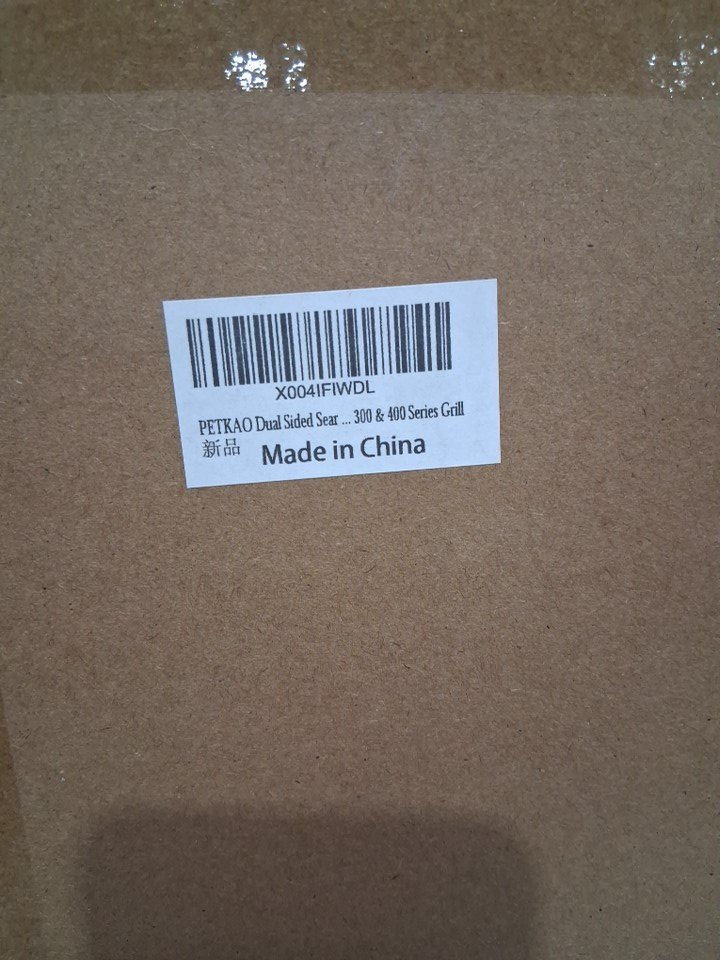 X004IFIWDL
PETKAO Dual Sided Sear ... 300 & 400 Series Grill
新品 Made in China